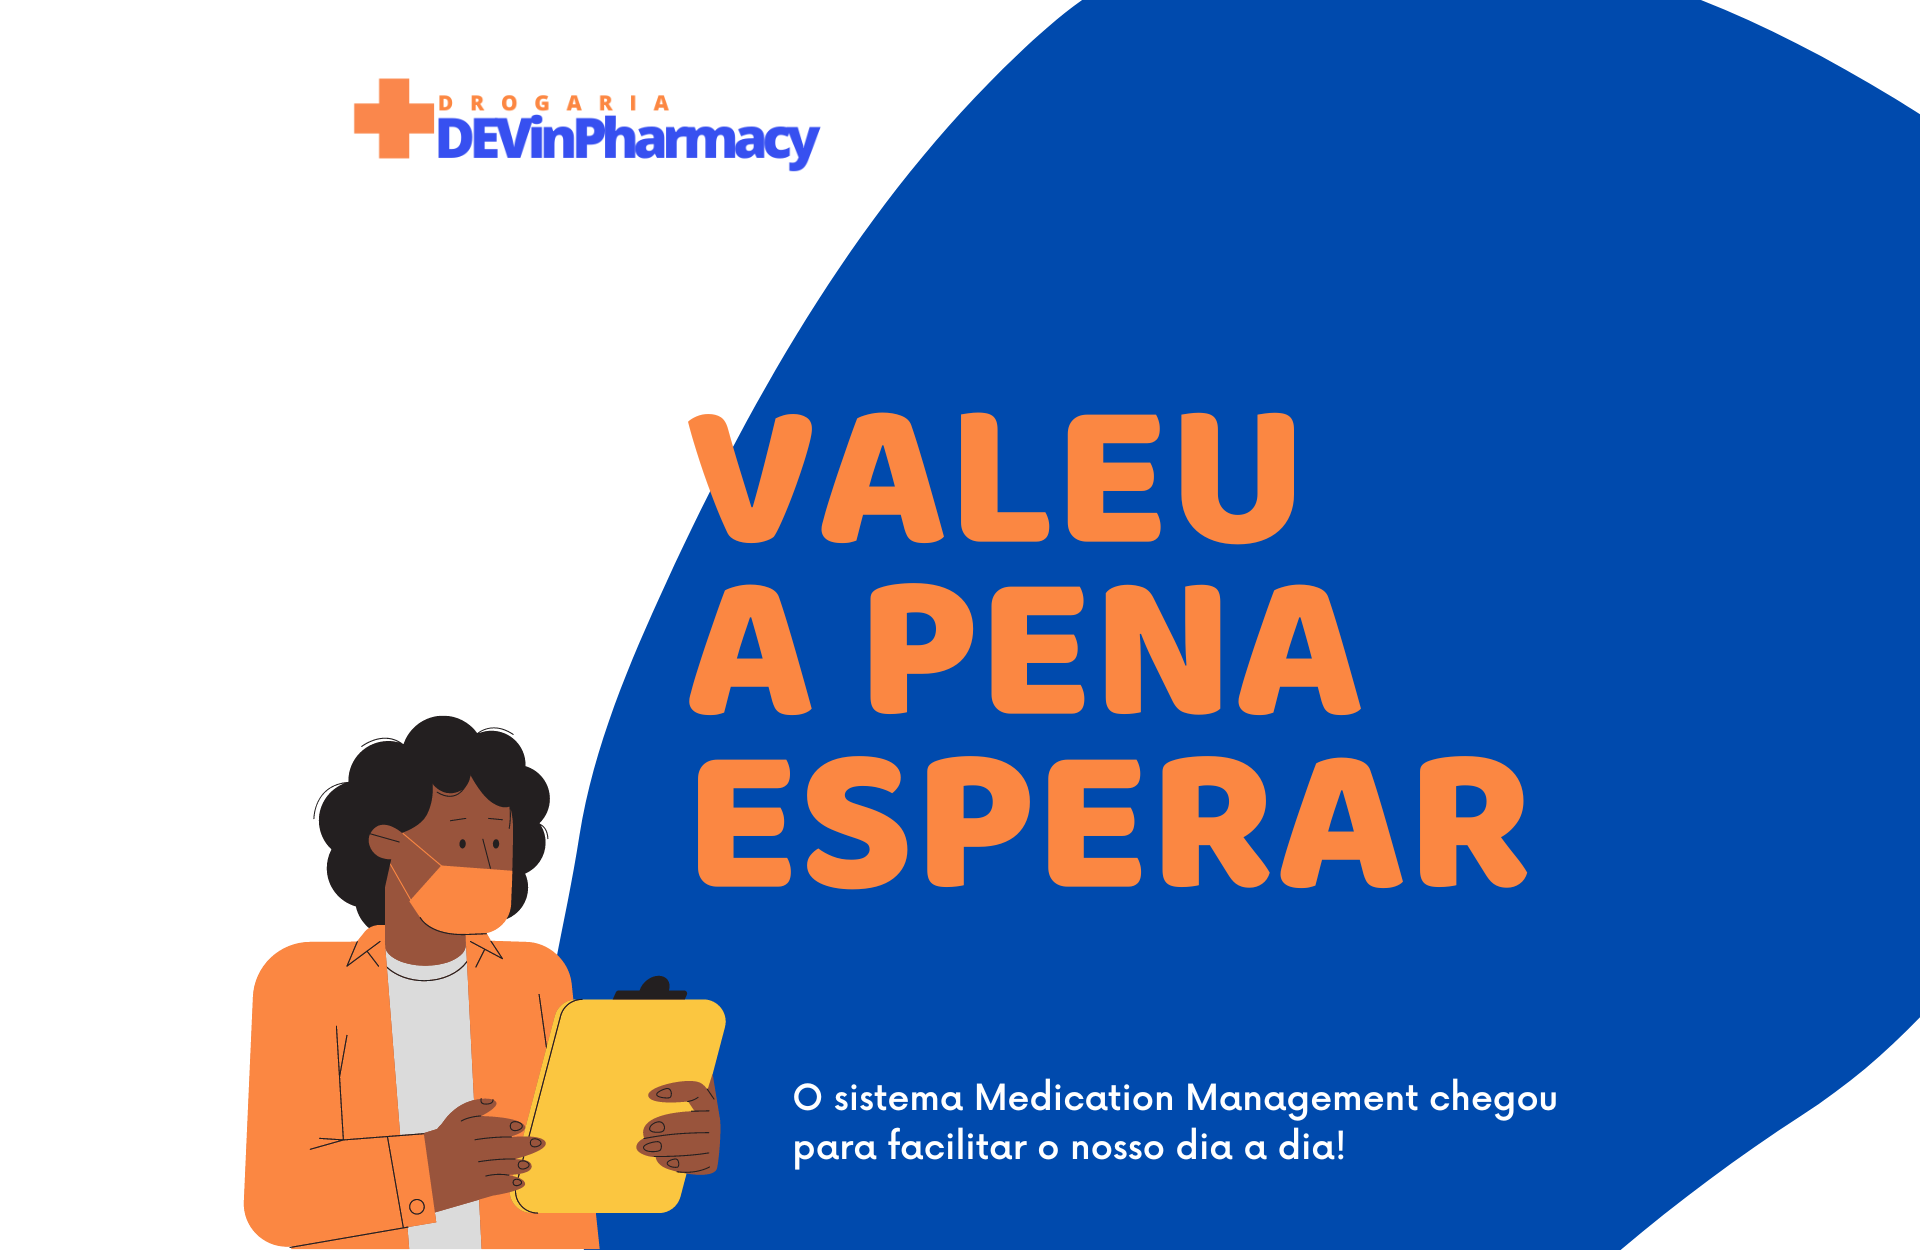 DROGARIA
DEVinPharmacy
VALEU
A PENA
ESPERAR
O sistema Medication Management chegou
para facilitar o nosso dia a dia!